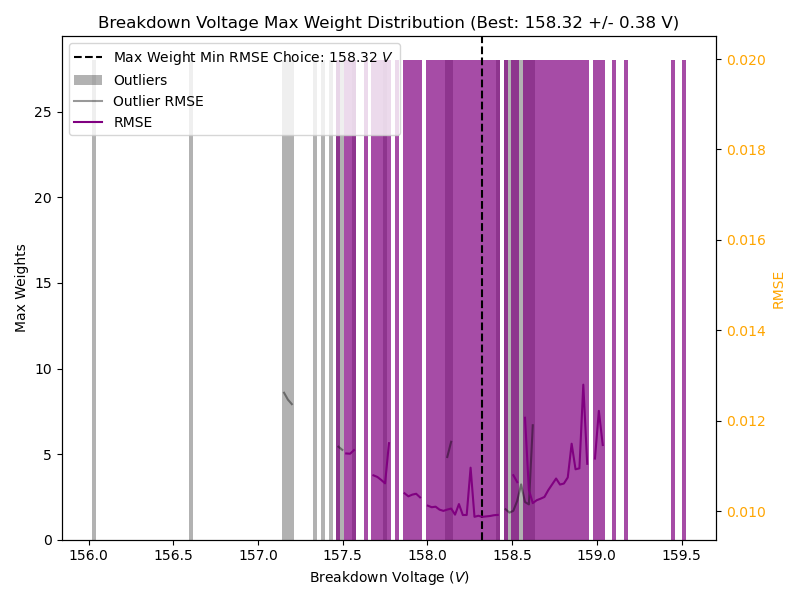 Breakdown Voltage Max Weight Distribution (Best: 158.32 +/- 0.38 V)
Max Weight Min RMSE Choice: 158.32 V
Outliers
Outlier RMSE
RMSE
Max Weights
25
20
15
10
5
0
0.020
0.018
0.016
0.014
0.012
0.010
RMSE
156.0 156.5 157.0 157.5 158.0 158.5 159.0 159.5
Breakdown Voltage (V)